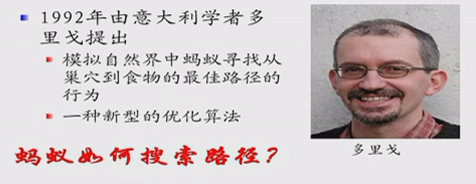 1992年由意大利学者多
里戈提出
模拟自然界中蚂蚁寻找从
巢穴到食物的最佳路径的
行为
一种新型的优化算法
多里戈
蚂蚁如何搜索路径?